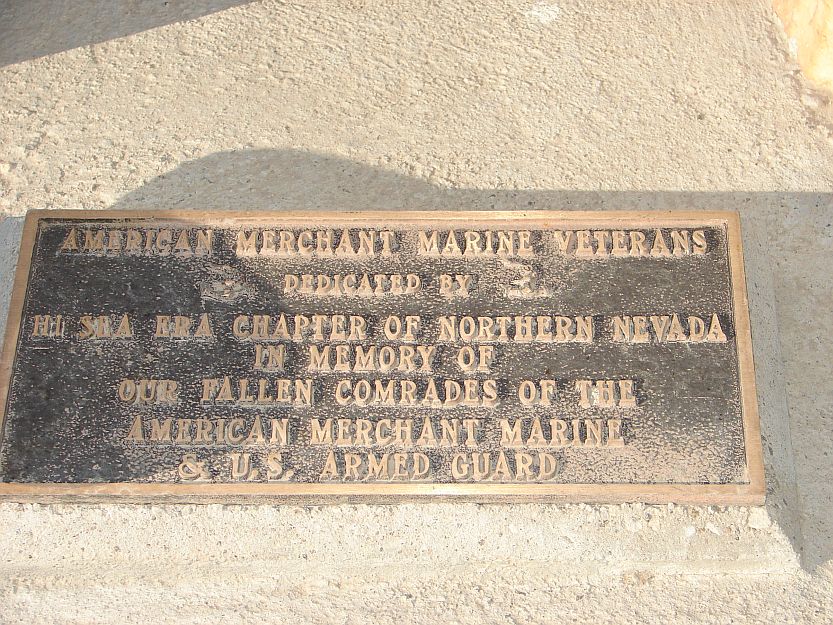 AMERICAN MERCHANT MARINE VETERANS
DEDICATED BY
HI SEA ERA CHAPTER OF NORTHERN NEVADA
IN MEMORY OF
OUR FALLEN COMRADES OF THE
AMERICAN MERCHANT MARINE
& U.S. ARMED GUARD